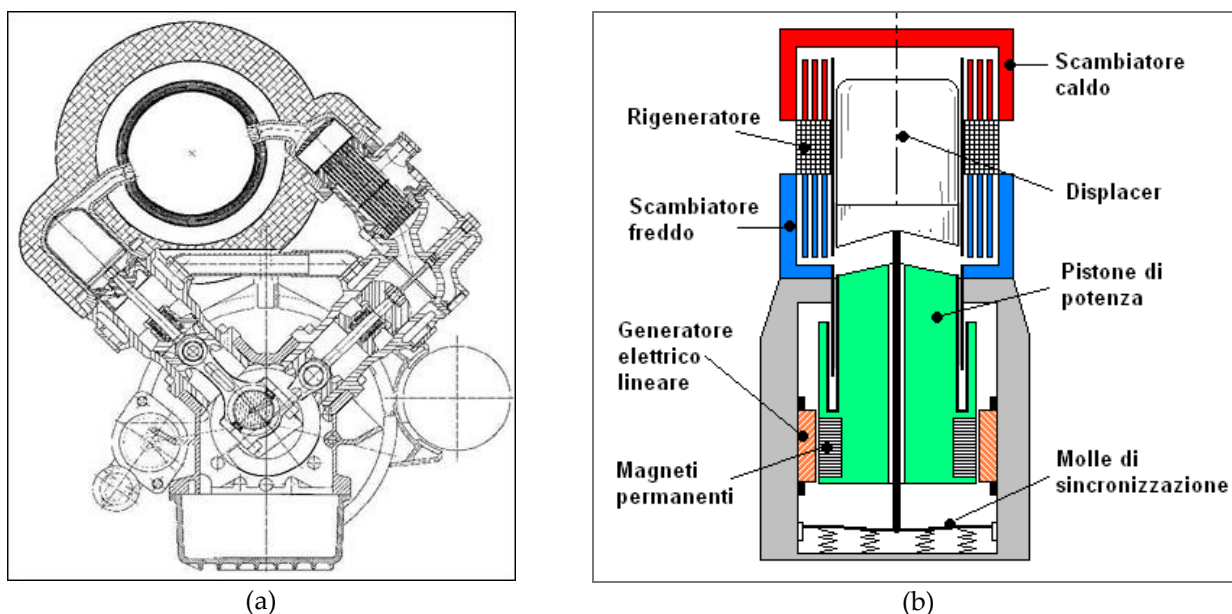 Scambiatore
caldo
Rigeneratore
Displacer
Scambiatore
freddo
Pistone di
potenza
Generatore
elettrico
lineare
Magneti
permanenti
Molle di
sincronizzazione
(a)
(b)